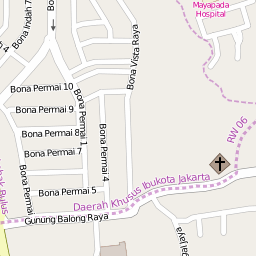 Bona Indah 7
Mayapada
Hospital
Bona Vista Raya
Bona Permai 10
Bona Permai 9
Bona Permai 8
Bona Permai 7
Bona Permai 1
Bona Permai 4
Bona Permai 5
Bona Permai
RW 06
Daerah Khusus Ibukota Jakarta
Gunung Balong Raya
bak Bulus